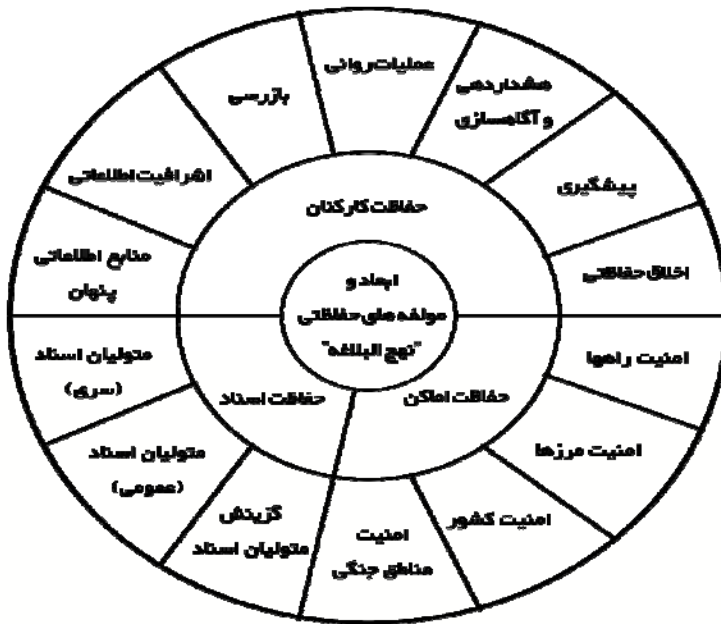 ابعاد و
مولفه های حفاظتی
"نهج البلاغه"
حفاظت کارکنان
حفاظت اماکن
حفاظت اسناد
عملیات روانی
هشداردهی
و آگاهسازی
پیشگیری
اخلاق حفاظتی
امنیت راهها
امنیت مرزها
امنیت کشور
امنیت
مناطق جنگی
گزینش
متولیان اسناد
متولیان اسناد
(عمومی)
متولیان اسناد
(سری)
منابع اطلاعاتی
پنهان
اشرافیت اطلاعاتی
بازرسی